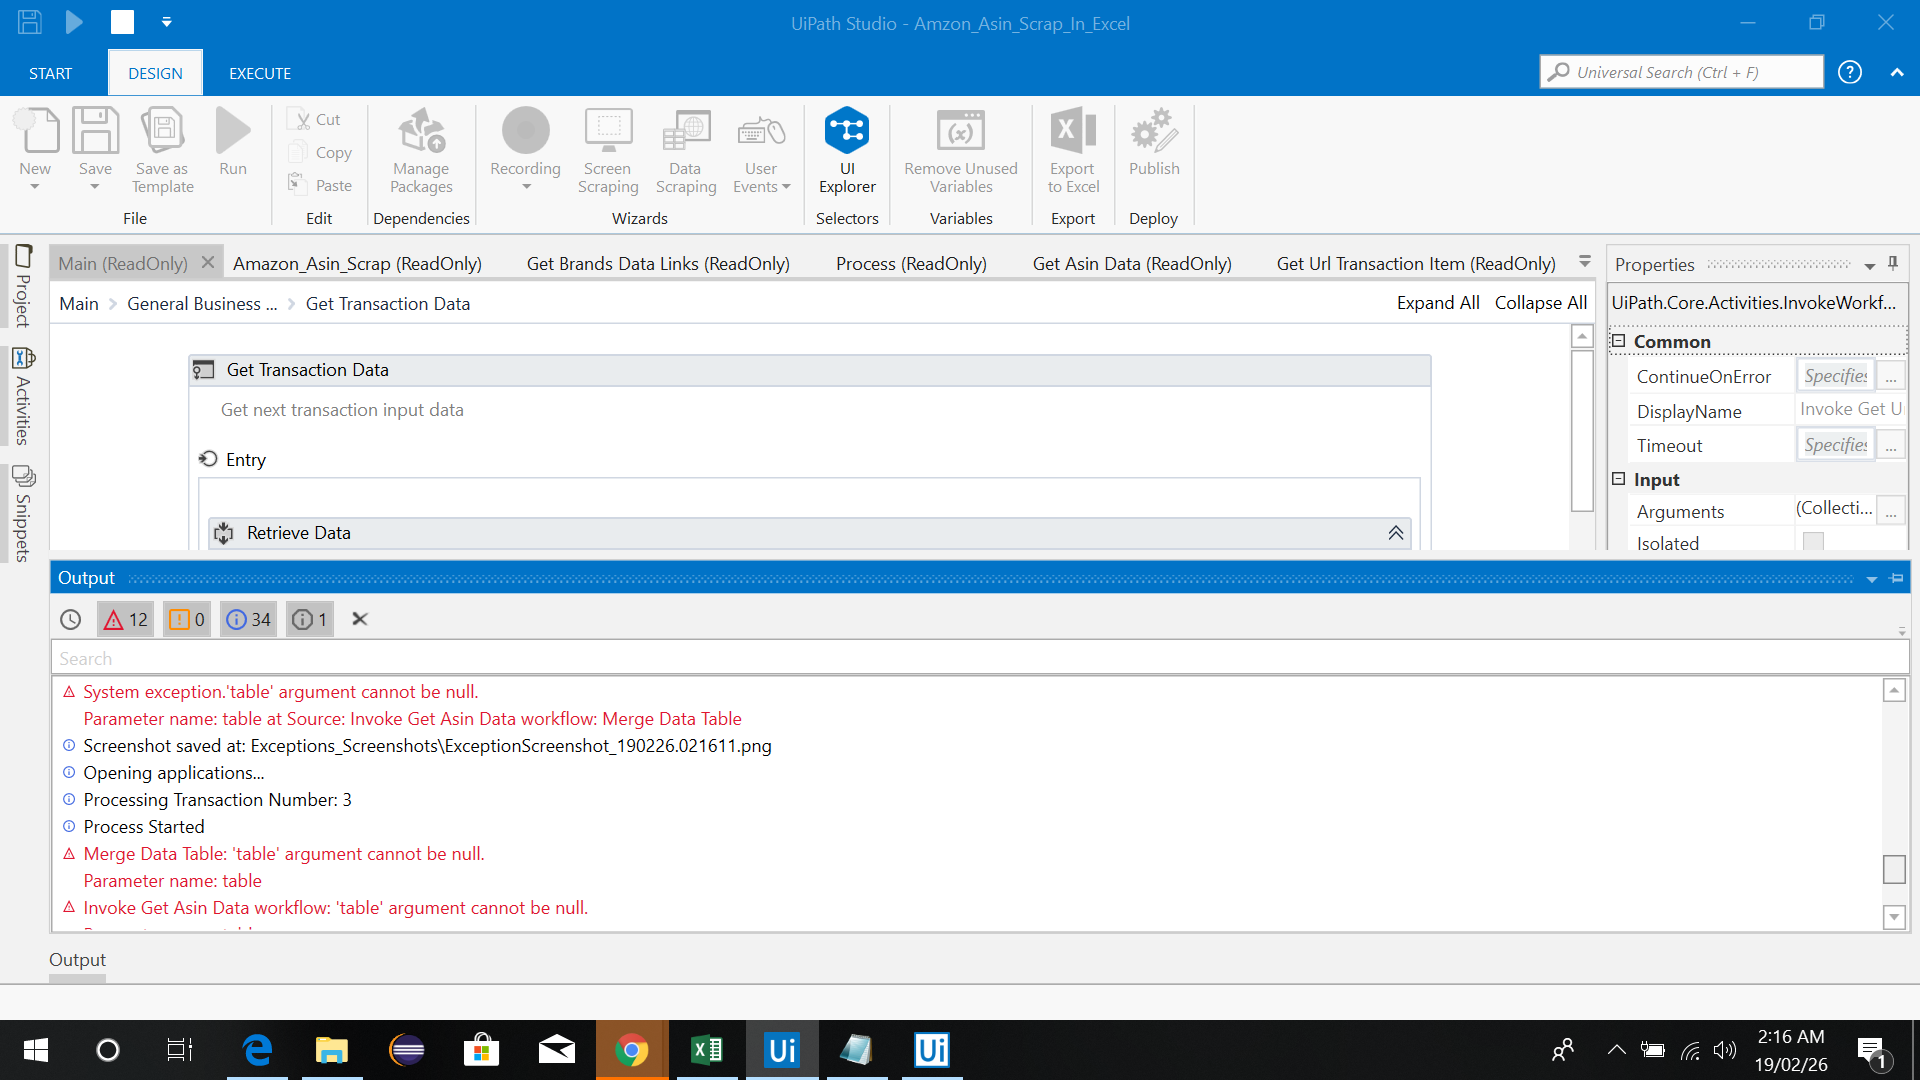 UiPath Studio - Amzon_Asin_Scrap_In_Excel
START
DESIGN
EXECUTE
Universal Search (Ctrl + F)
?
New
Save
Save as
Template
Run
File
Cut
Copy
Paste
Edit
Manage
Packages
Dependencies
Recording
Screen
Scraping
Data
Scraping
User
Events
Wizards
UI
Explorer
Selectors
Remove Unused
Variables
Variables
Export
to Excel
Export
Publish
Deploy
Project
Activities
Snippets
Main (ReadOnly)
Amazon_Asin_Scrap (ReadOnly)
Get Brands Data Links (ReadOnly)
Process (ReadOnly)
Get Asin Data (ReadOnly)
Get Url Transaction Item (ReadOnly)
Main > General Business ... > Get Transaction Data
Expand All
Collapse All
Get Transaction Data
Get next transaction input data
Entry
Retrieve Data
Properties
UiPath.Core.Activities.InvokeWorkf...
Common
ContinueOnError
Specifies
...
DisplayName
Invoke Get U
Timeout
Specifies
...
Input
Arguments
(Collecti...
...
Isolated
Output
12
0
34
1
Search
System exception.'table' argument cannot be null.
Parameter name: table at Source: Invoke Get Asin Data workflow: Merge Data Table
Screenshot saved at: Exceptions_Screenshots\ExceptionScreenshot_190226.021611.png
Opening applications...
Processing Transaction Number: 3
Process Started
Merge Data Table: 'table' argument cannot be null.
Parameter name: table
Invoke Get Asin Data workflow: 'table' argument cannot be null.
Output
Ui
Ui
2:16 AM
19/02/26
1